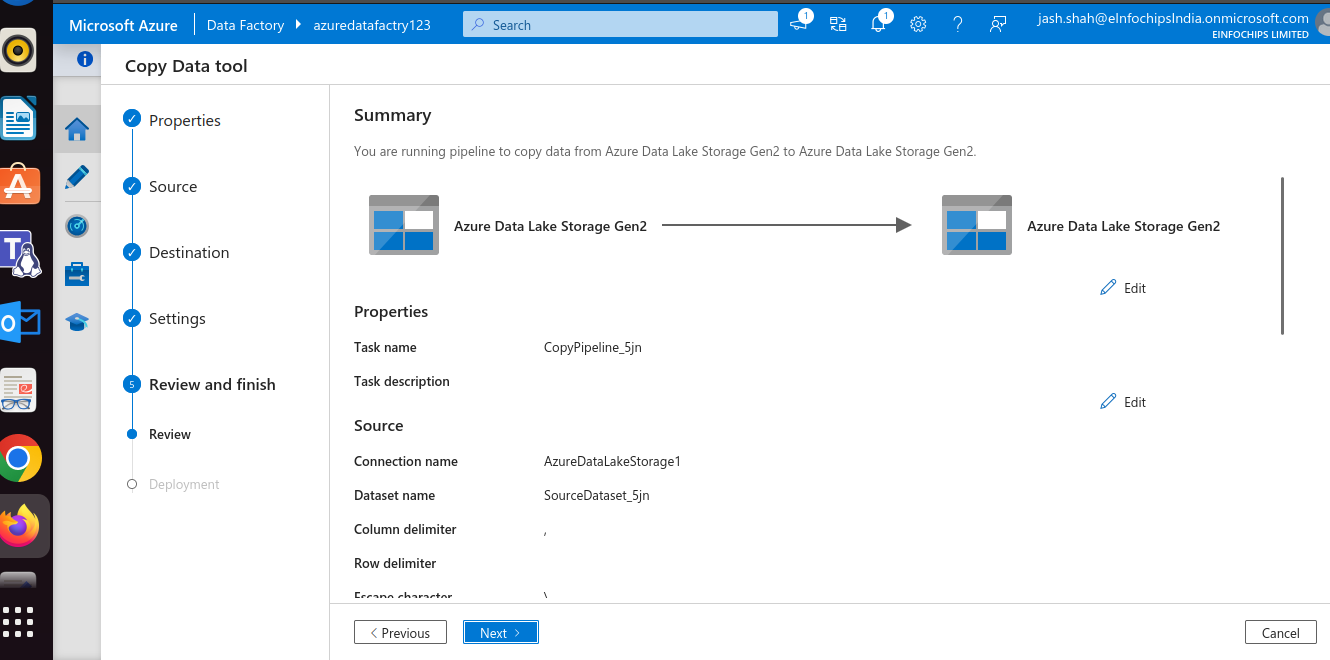 Microsoft Azure
Data Factory
azuredatafactry123
Search
1
1
?
jash.shah@eInfochipsIndia.onmicrosoft.com
EINFOCHIPS LIMITED
Copy Data tool
Properties
Source
Destination
Settings
5
Review and finish
Review
Deployment
Summary
You are running pipeline to copy data from Azure Data Lake Storage Gen2 to Azure Data Lake Storage Gen2.
Azure Data Lake Storage Gen2
Azure Data Lake Storage Gen2
Edit
Properties
Task name CopyPipeline_5jn
Task description
Edit
Source
Connection name AzureDataLakeStorage1
Dataset name SourceDataset_5jn
Column delimiter ,
Row delimiter
Escape character \
Previous
Next
Cancel